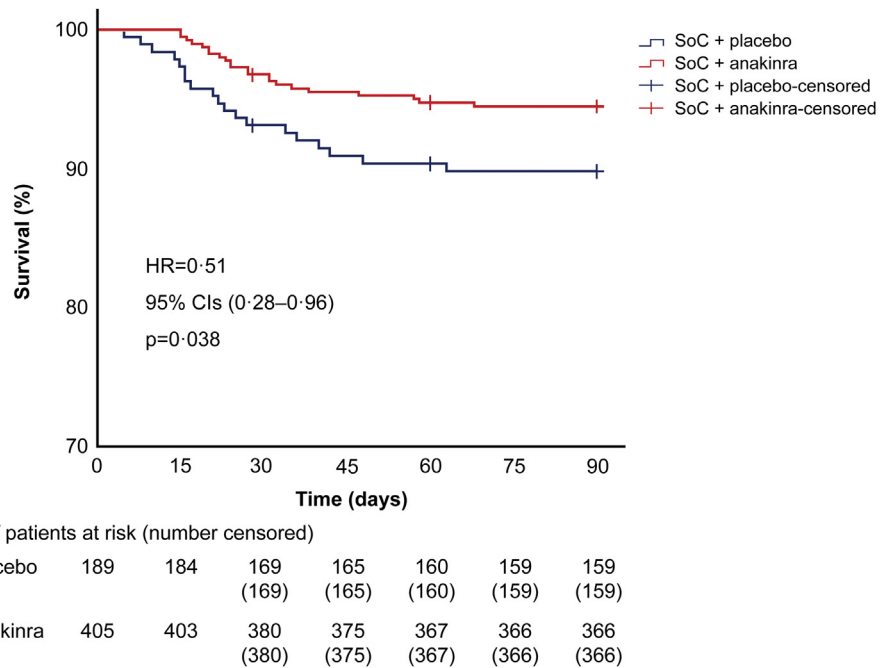 100
90
80
70
Survival (%)
SoC + placebo
SoC + anakinra
SoC + placebo-censored
SoC + anakinra-censored
HR=0·51
95% CIs (0·28–0·96)
p=0·038
0 15 30 45 60 75 90
Time (days)
patients at risk (number censored)
cebo 189 184 169 165 160 159 159
(169) (165) (160) (159) (159)
kinra 405 403 380 375 367 366 366
(380) (375) (367) (366) (366)